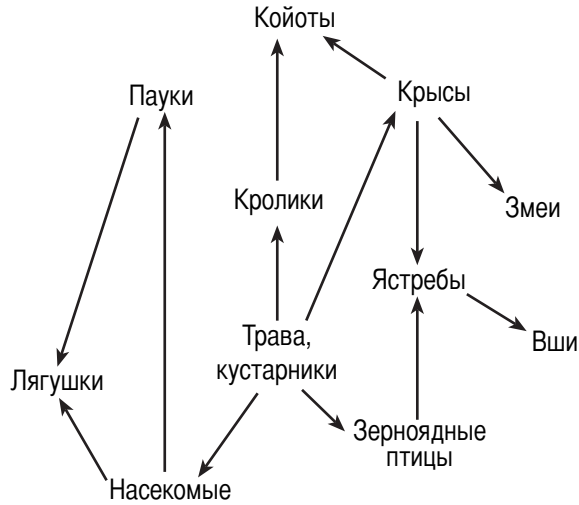 Койоты
Пауки
Крысы
Кролики
Змеи
Ястребы
Трава,
кустарники
Вши
Лягушки
Зерноядные
птицы
Насекомые